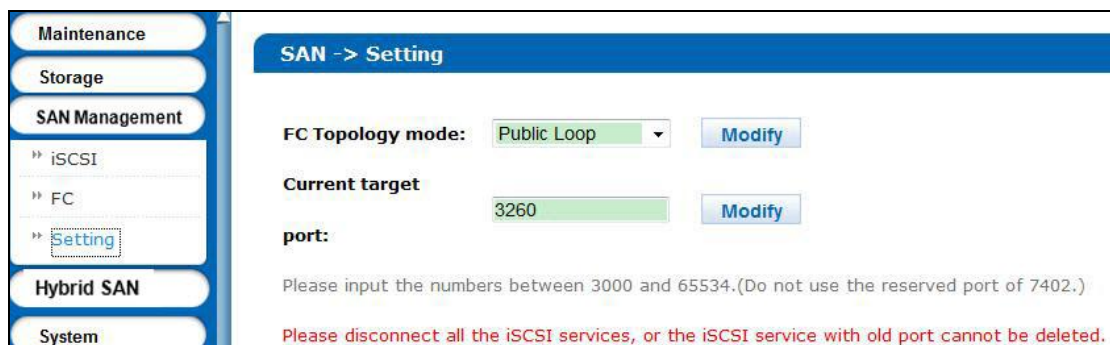 Maintenance
Storage
SAN Management
iSCSI
FC
Setting
Hybrid SAN
System
SAN -> Setting
FC Topology mode: Public Loop Modify
Current target
3260 Modify
port:
Please input the numbers between 3000 and 65534.(Do not use the reserved port of 7402.)
Please disconnect all the iSCSI services, or the iSCSI service with old port cannot be deleted.